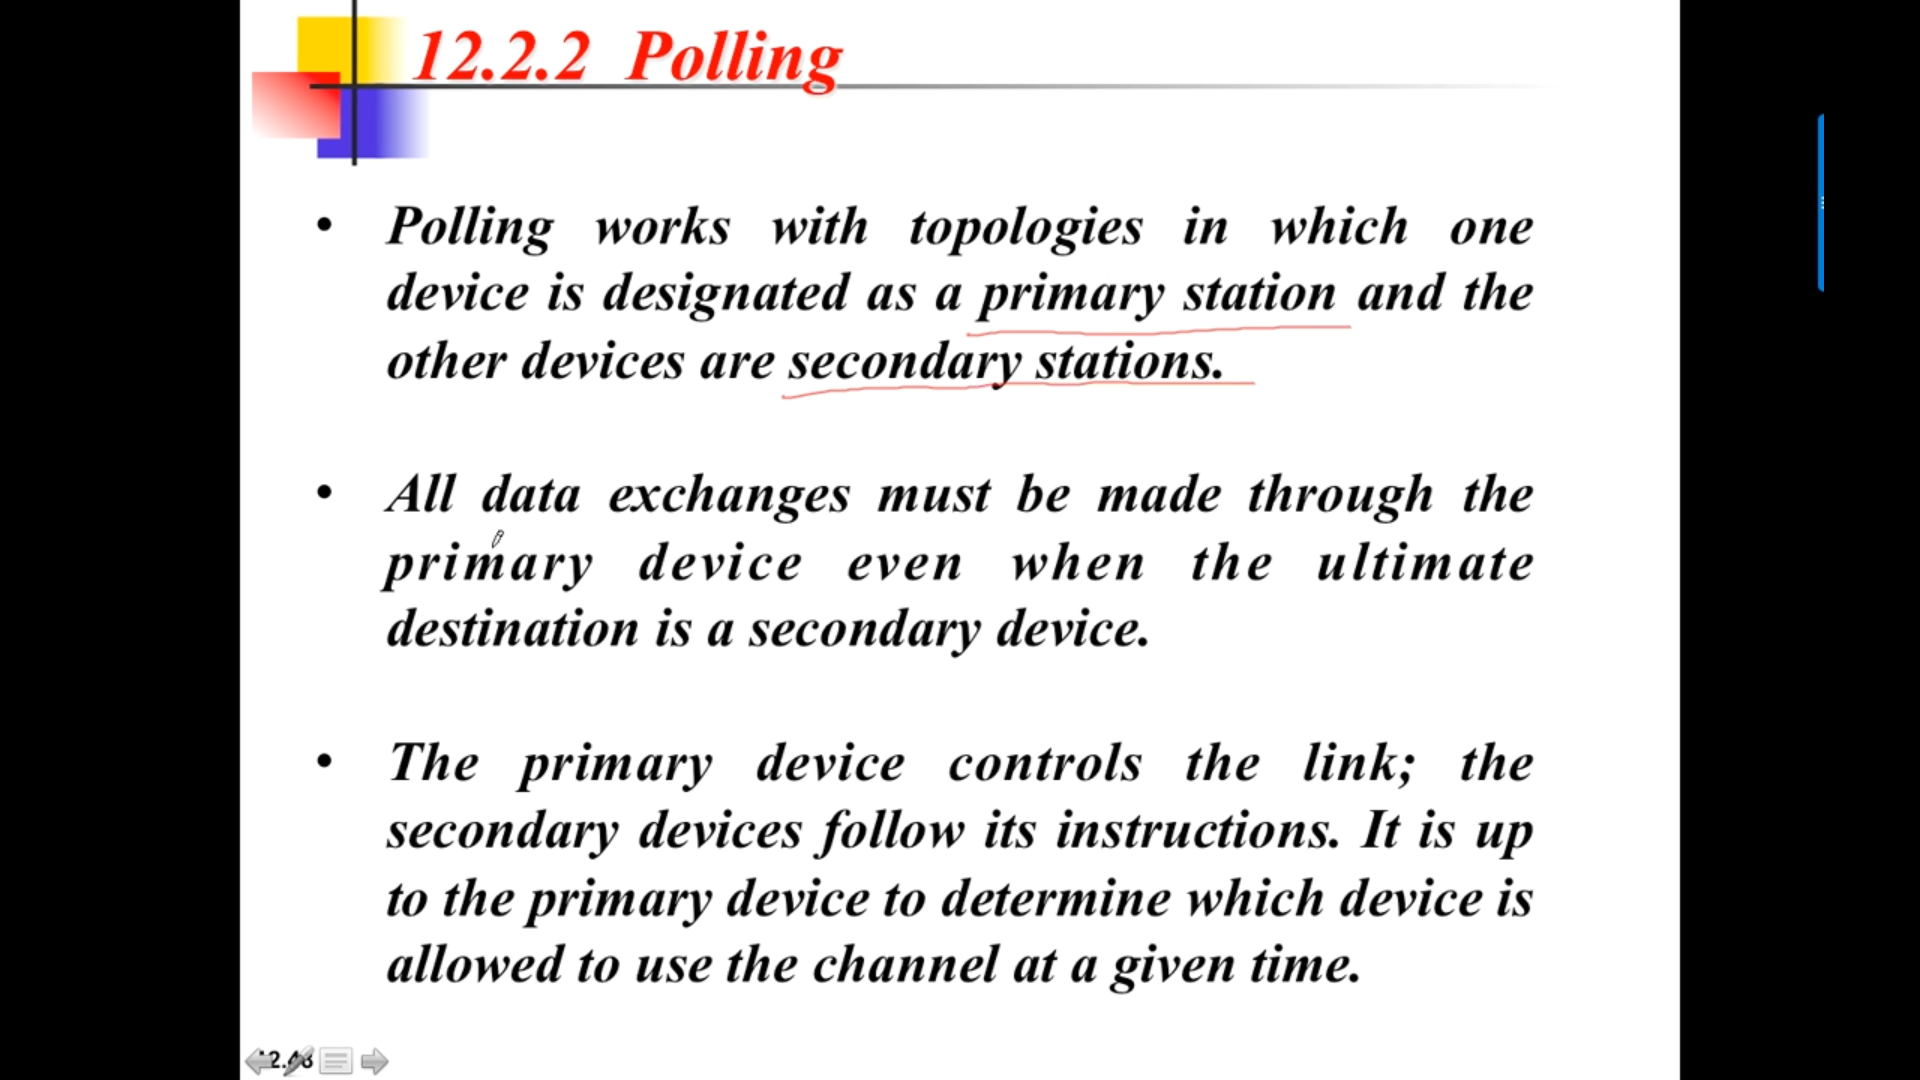 12.2.2 Polling
• Polling works with topologies in which one
device is designated as a primary station and the
other devices are secondary stations.
• All data exchanges must be made through the
primary device even when the ultimate
destination is a secondary device.
• The primary device controls the link; the
secondary devices follow its instructions. It is up
to the primary device to determine which device is
allowed to use the channel at a given time.